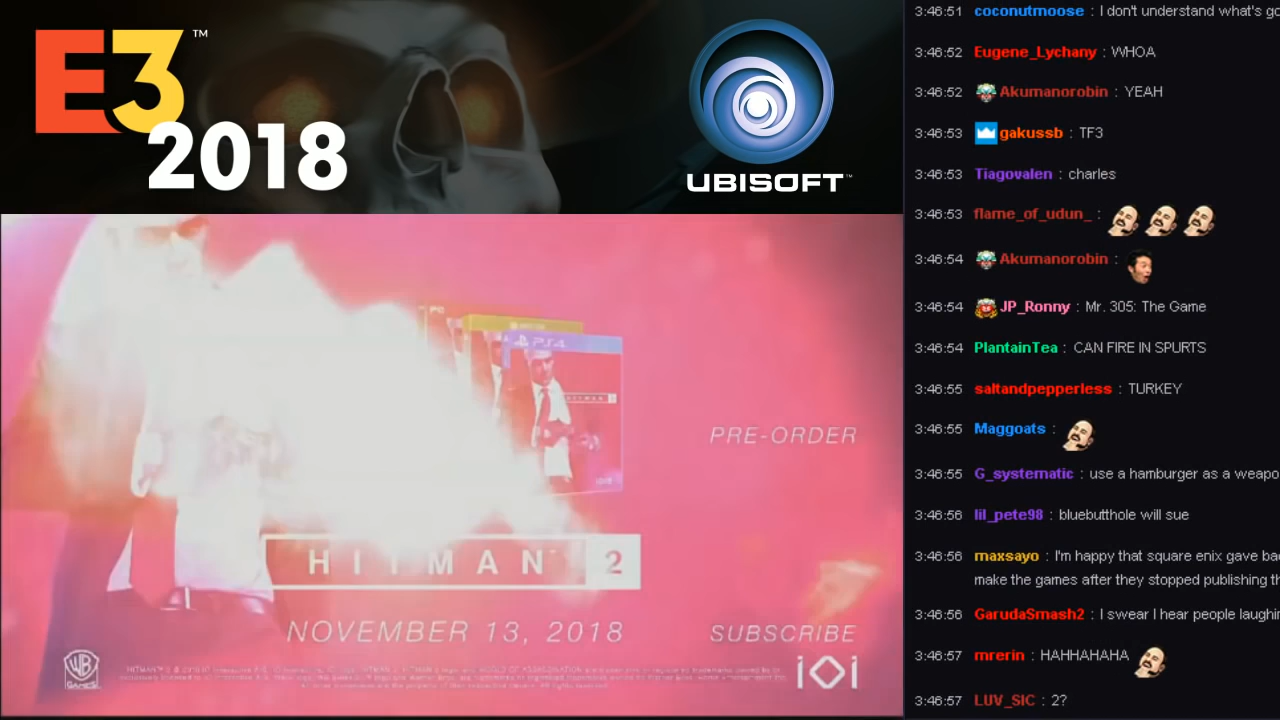 E3™
2018
UBISOFT™
PS4
HITMAN 2
PRE-ORDER
NOVEMBER 13, 2018
SUBSCRIBE
WB
GAMES
IOI
3:46:51 coconutmoose : I don't understand what's go
3:46:52 Eugene_Lychany : WHOA
3:46:52 Akumanorobin : YEAH
3:46:53 gakussb : TF3
3:46:53 Tiagovalen : charles
3:46:53 flame_of_udun_ :
3:46:54 Akumanorobin :
3:46:54 JP_Ronny : Mr. 305: The Game
3:46:54 PlantainTea : CAN FIRE IN SPURTS
3:46:55 saltandpepperless : TURKEY
3:46:55 Maggoats :
3:46:55 G_systematic : use a hamburger as a weapo
3:46:56 lil_pete98 : bluebutthole will sue
3:46:56 maxsayo : I'm happy that square enix gave bac
make the games after they stopped publishing th
3:46:56 GarudaSmash2 : I swear I hear people laughin
3:46:57 mrerin : HAHHAHAHA
3:46:57 LUV_SIC : 2?